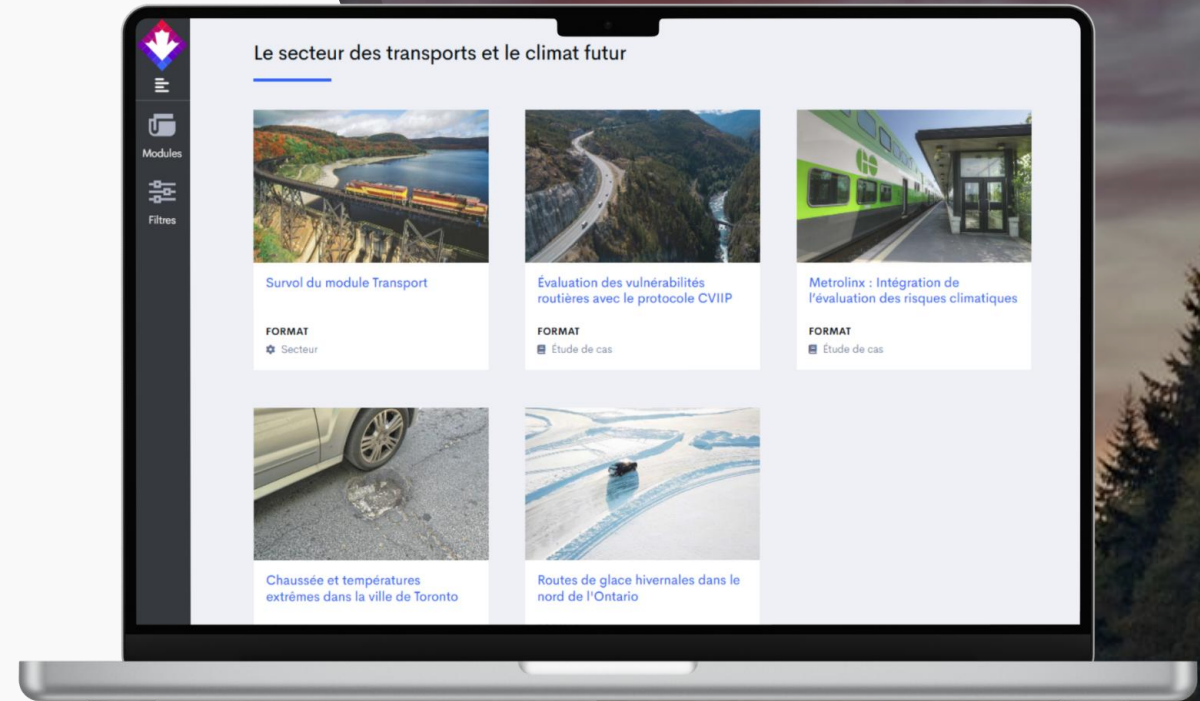 Le secteur des transports et le climat futur
Modules
Filtres
GO
Survol du module Transport
FORMAT
Secteur
Évaluation des vulnérabilités
routières avec le protocole CVIIP
FORMAT
Étude de cas
Metrolinx : Intégration de
l'évaluation des risques climatiques
FORMAT
Étude de cas
Chaussée et températures
extrêmes dans la ville de Toronto
Routes de glace hivernales dans le
nord de l'Ontario